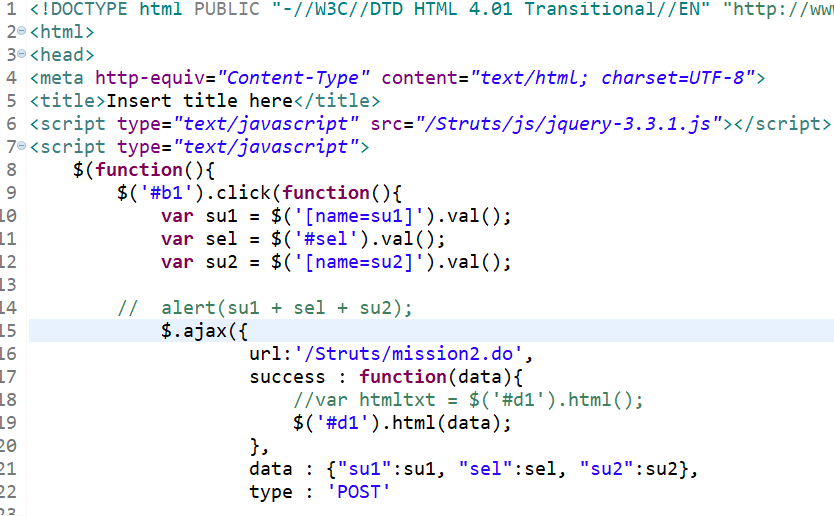 1 <!DOCTYPE html PUBLIC "-//W3C//DTD HTML 4.01 Transitional//EN" "http://ww
2 <html>
3 <head>
4 <meta http-equiv="Content-Type" content="text/html; charset=UTF-8">
5 <title>Insert title here</title>
6 <script type="text/javascript" src="/Struts/js/jquery-3.3.1.js"></script>
7 <script type="text/javascript">
8     $(function(){
9         $('#b1').click(function(){
10             var su1 = $('[name=su1]').val();
11             var sel = $('#sel').val();
12             var su2 = $('[name=su2]').val();
13
14         //  alert(su1 + sel + su2);
15             $.ajax({
16                     url:'/Struts/mission2.do',
17                     success : function(data){
18                         //var htmltxt = $('#d1').html();
19                         $('#d1').html(data);
20                     },
21                     data : {"su1":su1, "sel":sel, "su2":su2},
22                     type : 'POST'
23